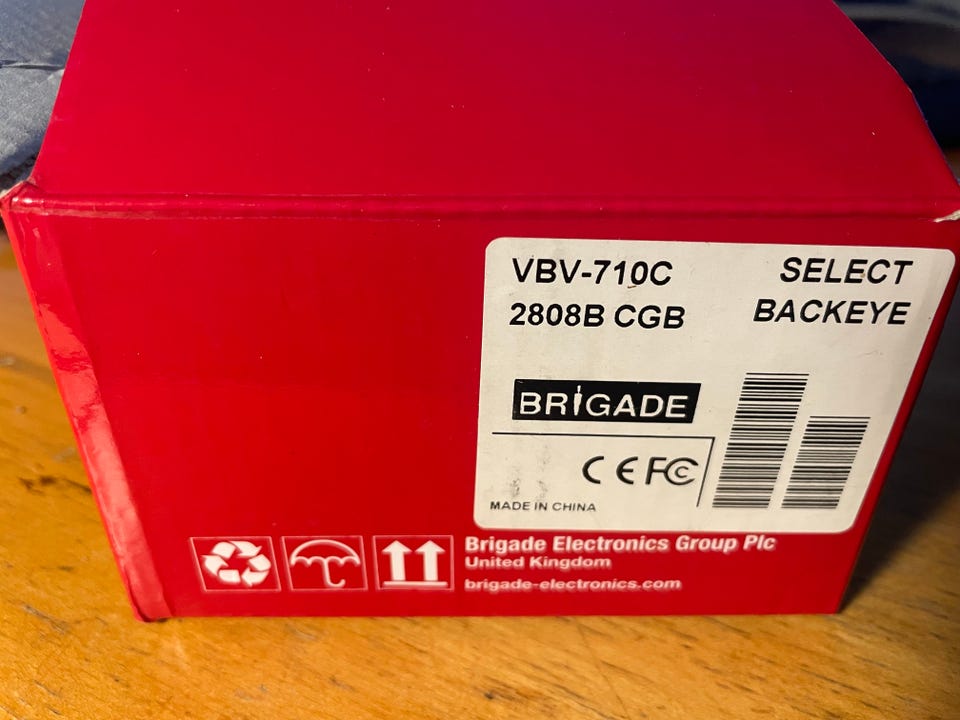 VBV-710C SELECT
2808B CGB BACKEYE
BRIGADE
CE FC
MADE IN CHINA
Brigade Electronics Group Plc
United Kingdom
brigade-electronics.com